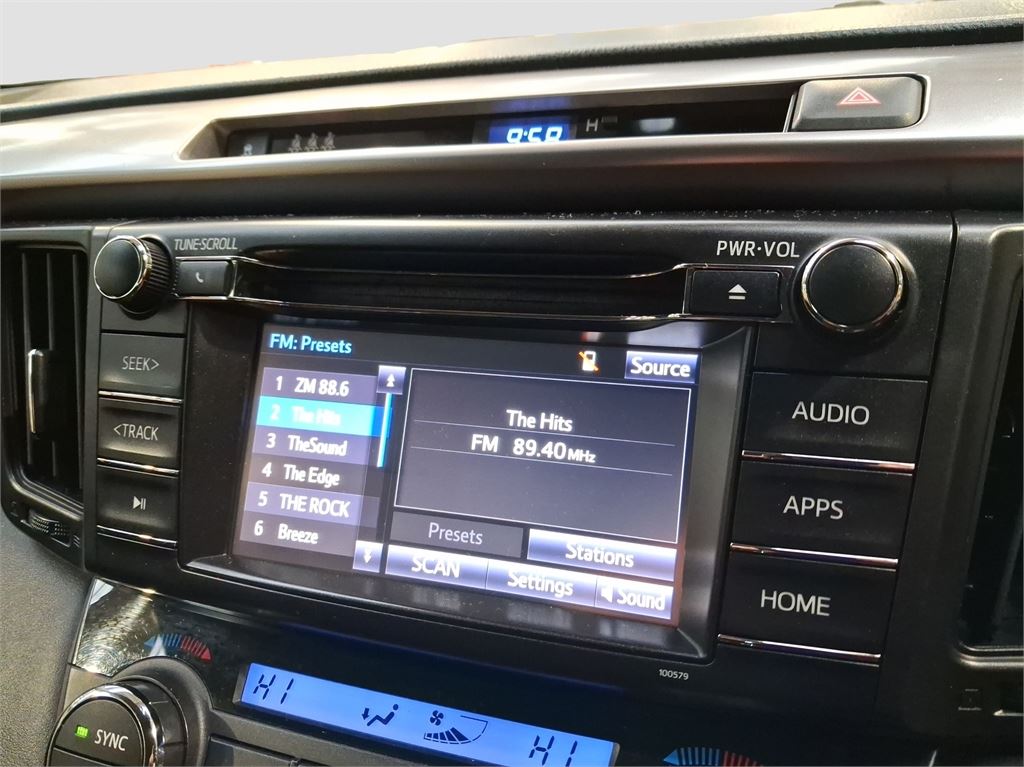 9:59 H
TUNE·SCROLL
PWR·VOL
SEEK>
<TRACK
FM: Presets
Source
1 ZM 88.6
2 The Hits
3 TheSound
4 The Edge
5 THE ROCK
6 Breeze
The Hits
FM 89.40 MHz
Presets
Stations
SCAN
Settings
Sound
AUDIO
APPS
HOME
100579
HI
HI
SYNC